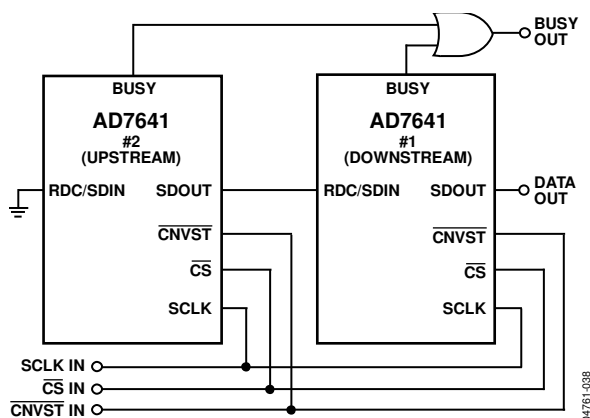 BUSY
OUT
BUSY
AD7641
#2
(UPSTREAM)
RDC/SDIN
SDOUT
CNVST
CS
SCLK
BUSY
AD7641
#1
(DOWNSTREAM)
RDC/SDIN
SDOUT
CNVST
CS
SCLK
DATA
OUT
SCLK IN
CS IN
CNVST IN
04761-038